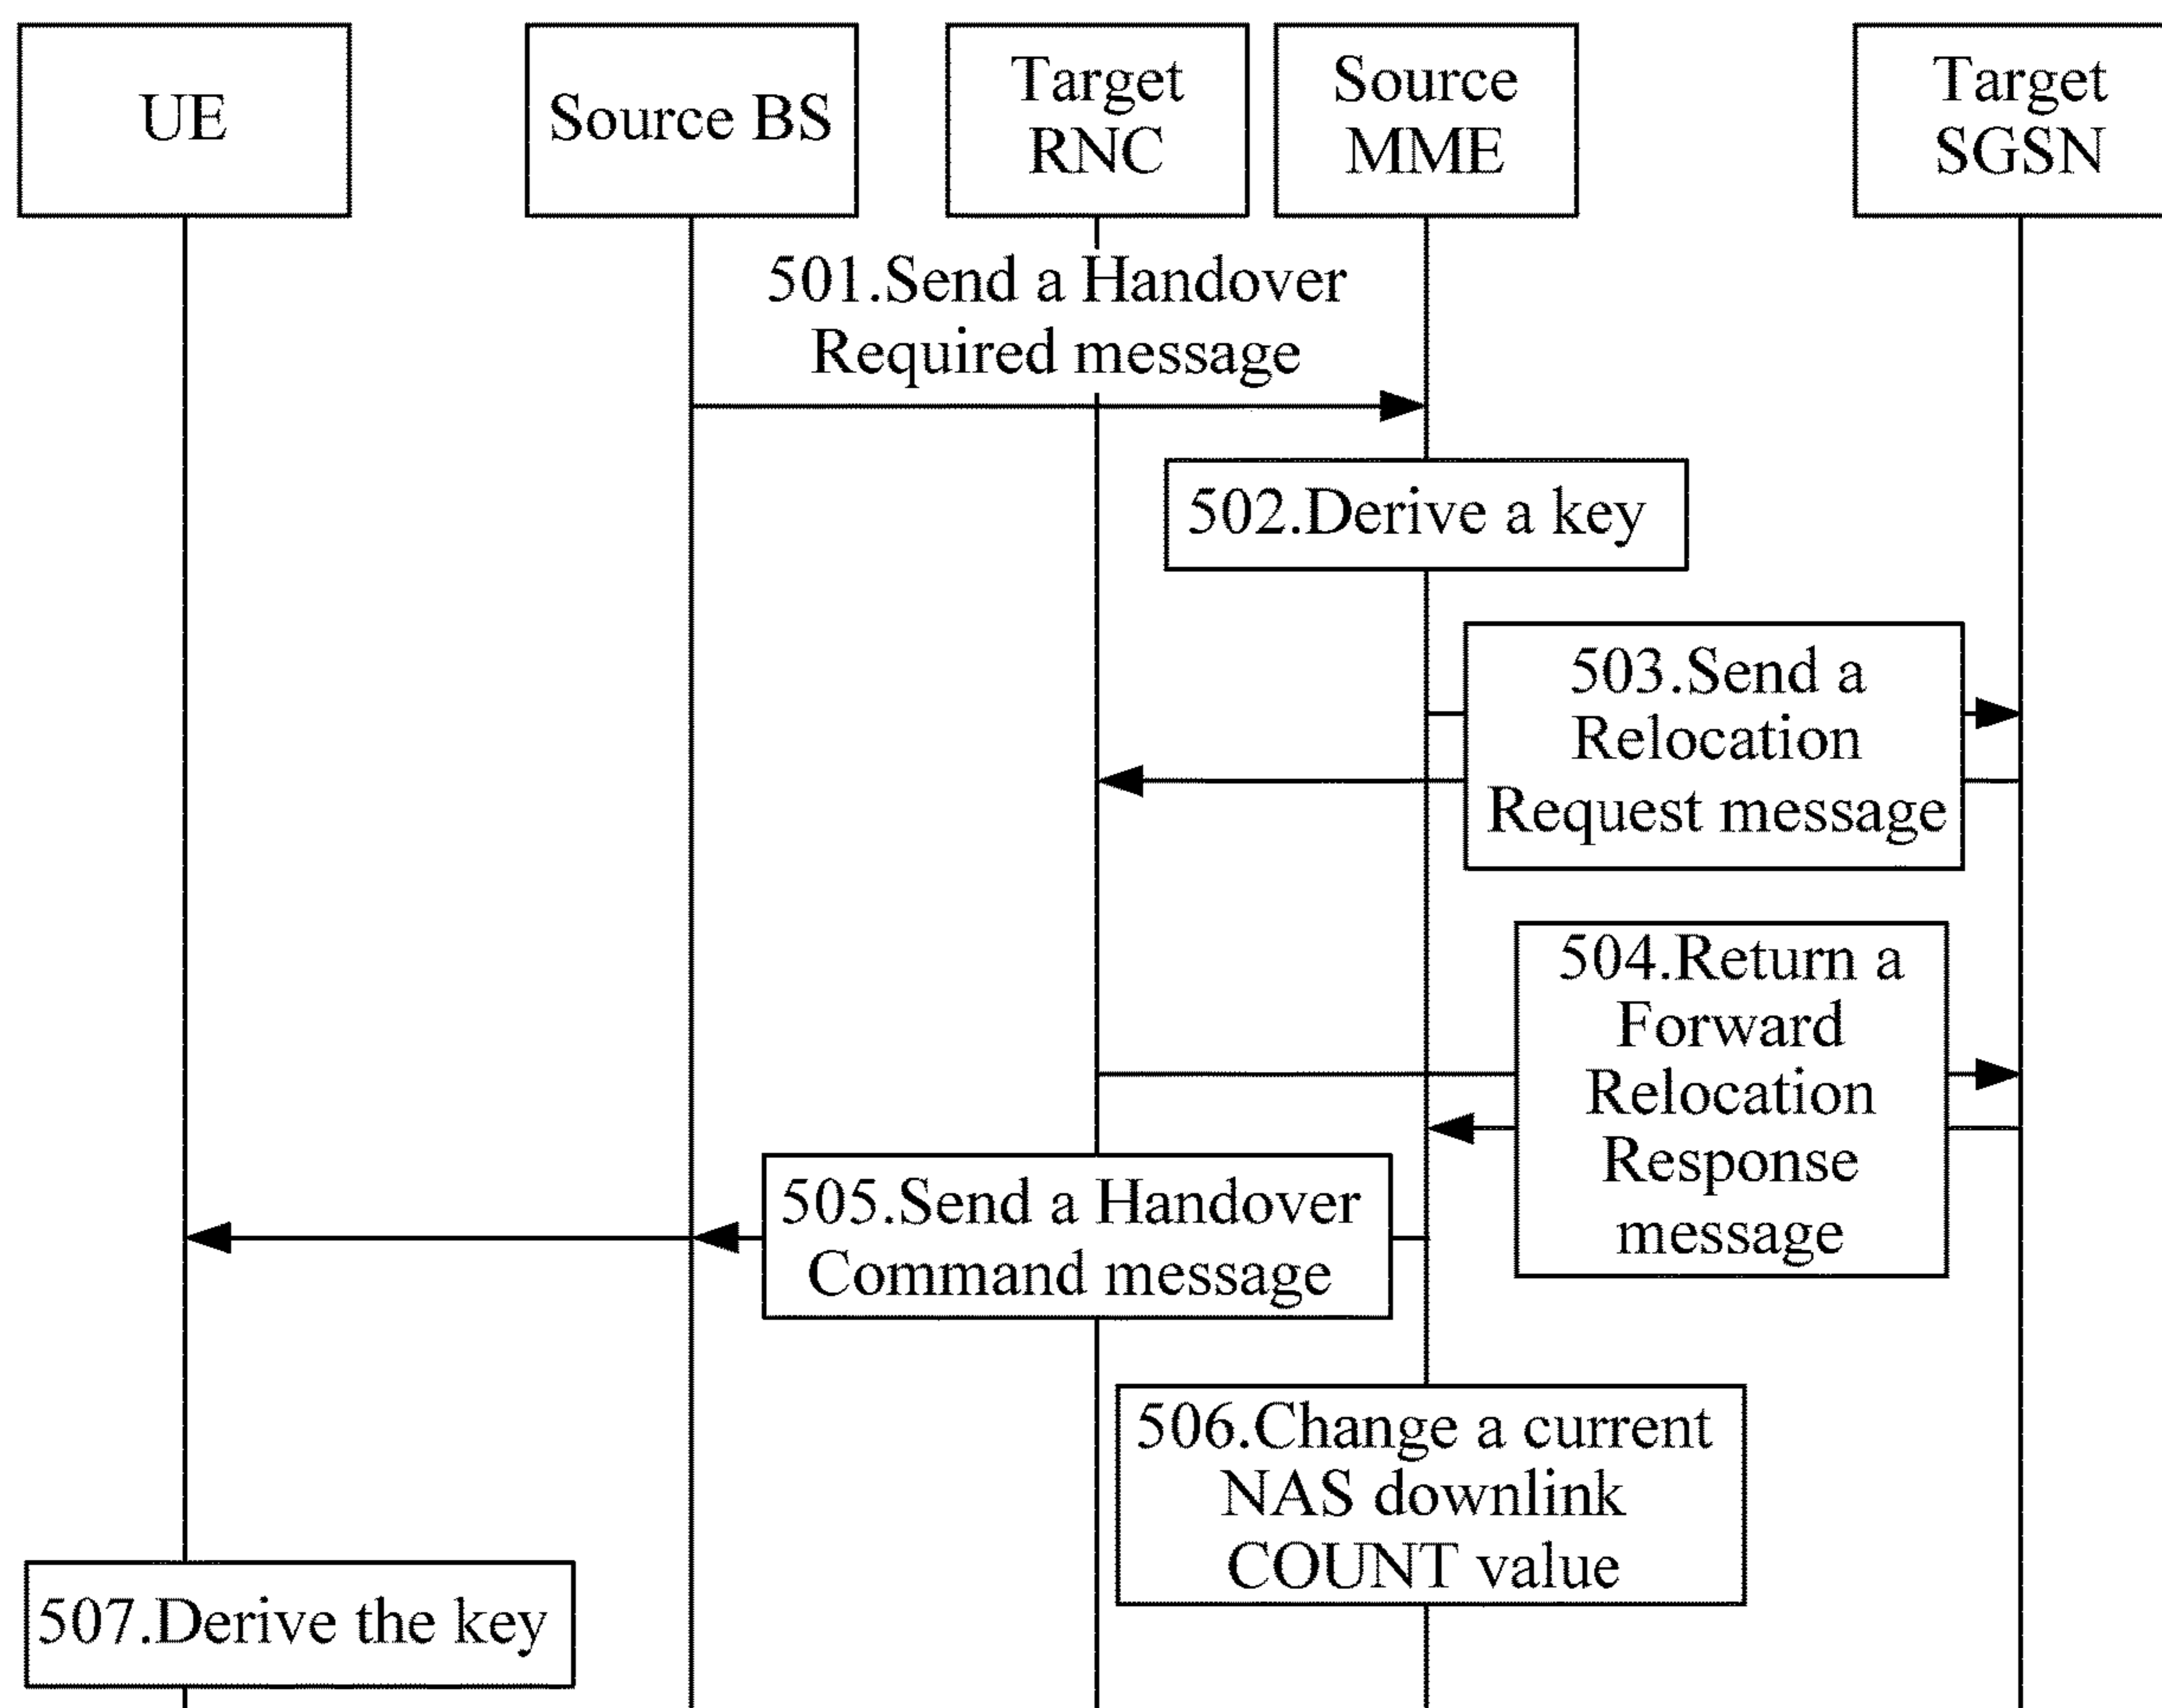 UE
Source BS
Target
RNC
Source
MME
Target
SGSN
501.Send a Handover
Required message
502.Derive a key
503.Send a
Relocation
Request message
504.Return a
Forward
Relocation
Response
message
505.Send a Handover
Command message
506.Change a current
NAS downlink
COUNT value
507.Derive the key